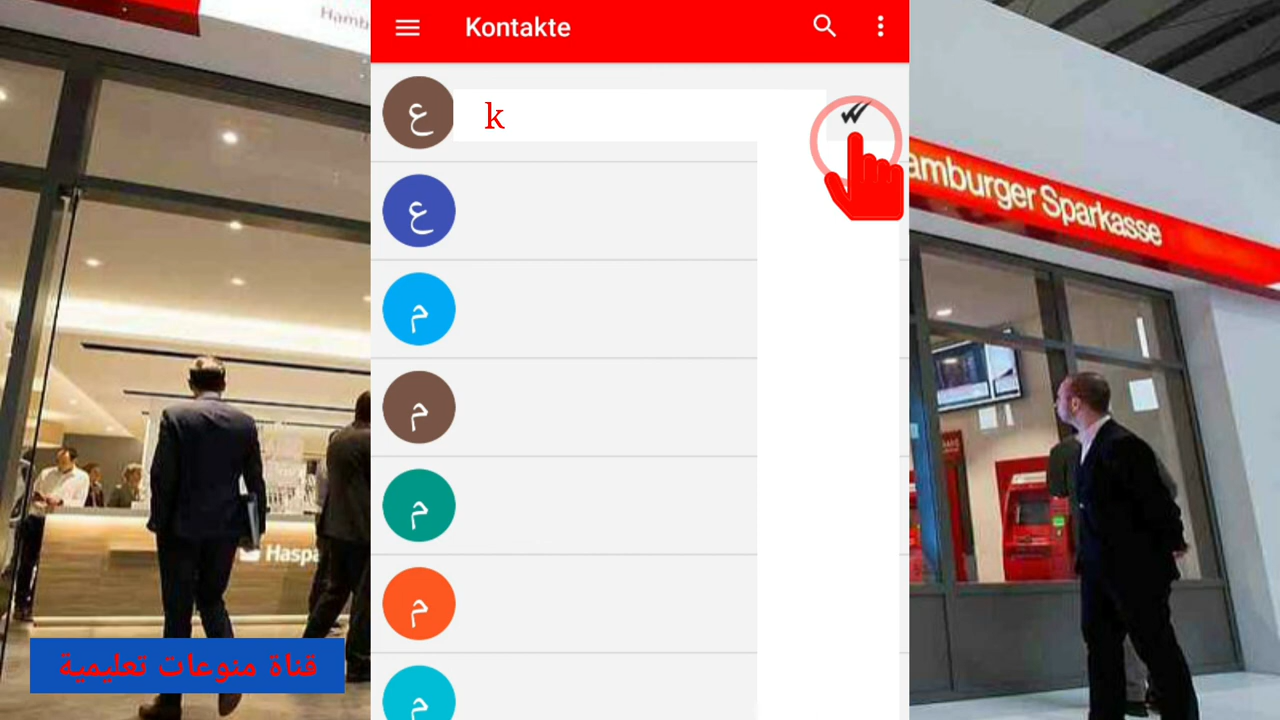 Hamb
Kontakte
ع
k
ع
م
م
م
م
م
amburger Sparkasse
Haspa
قناة منوعات تعليمية